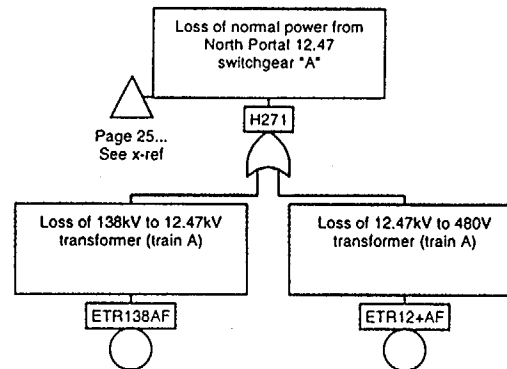 Loss of normal power from
North Portal 12.47
switchgear "A"
H271
Page 25...
See x-ref
Loss of 138kV to 12.47kV
transformer (train A)
Loss of 12.47kV to 480V
transformer (train A)
ETR138AF
ETR12+AF